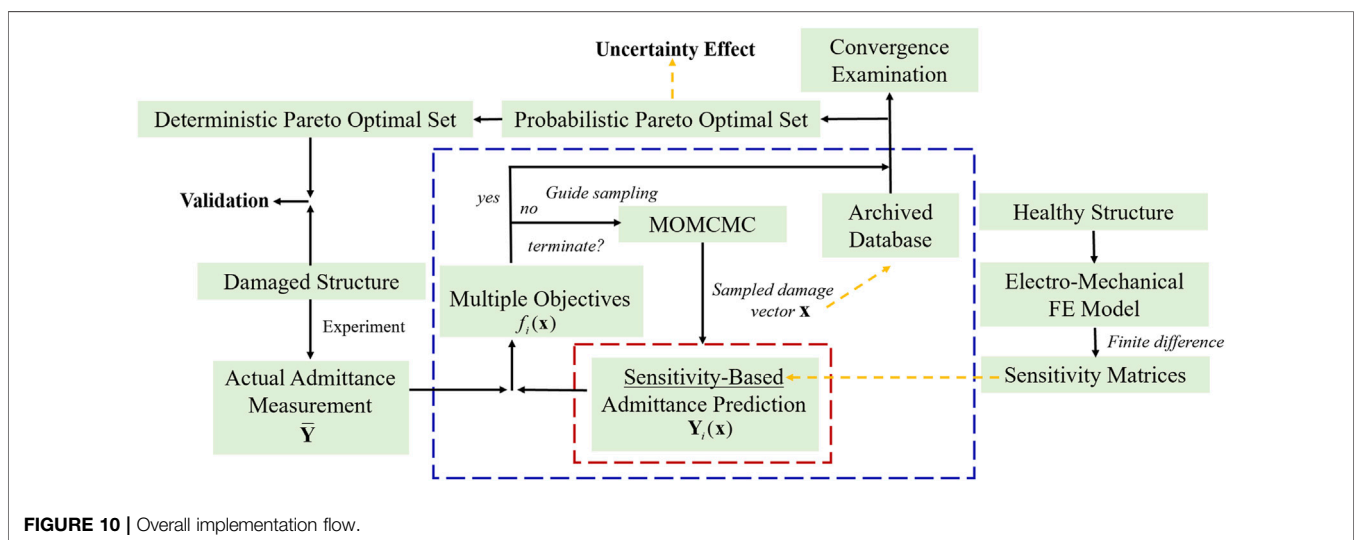 Uncertainty Effect
Convergence
Examination
Deterministic Pareto Optimal Set
Probabilistic Pareto Optimal Set
Validation
yes
Guide sampling
no
terminate?
MOMCMC
Archived
Database
Healthy Structure
Damaged Structure
Experiment
Multiple Objectives
f_i(x)
Sampled damage
vector x
Electro-Mechanical
FE Model
Finite difference
Actual Admittance
Measurement
Ȳ
Sensitivity-Based
Admittance Prediction
Y_i(x)
Sensitivity Matrices
FIGURE 10 | Overall implementation flow.